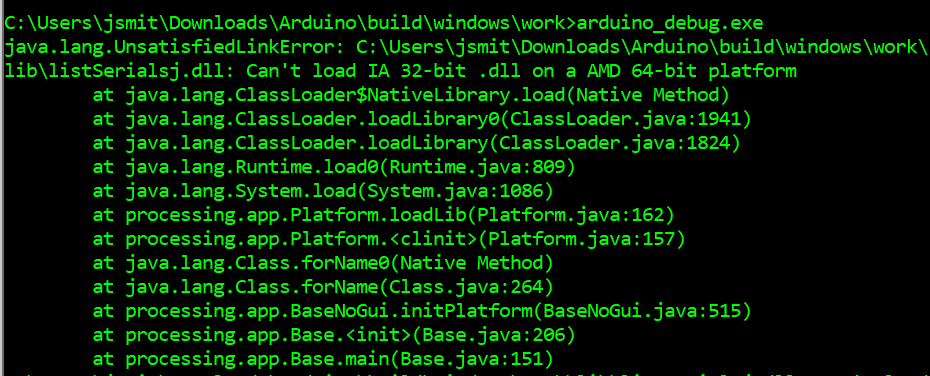 C:\Users\jsmit\Downloads\Arduino\build\windows\work>arduino_debug.exe
java.lang.UnsatisfiedLinkError: C:\Users\jsmit\Downloads\Arduino\build\windows\work\
lib\listSerialsj.dll: Can't load IA 32-bit .dll on a AMD 64-bit platform
        at java.lang.ClassLoader$NativeLibrary.load(Native Method)
        at java.lang.ClassLoader.loadLibrary0(ClassLoader.java:1941)
        at java.lang.ClassLoader.loadLibrary(ClassLoader.java:1824)
        at java.lang.Runtime.load0(Runtime.java:809)
        at java.lang.System.load(System.java:1086)
        at processing.app.Platform.loadLib(Platform.java:162)
        at processing.app.Platform.<clinit>(Platform.java:157)
        at java.lang.Class.forName0(Native Method)
        at java.lang.Class.forName(Class.java:264)
        at processing.app.BaseNoGui.initPlatform(BaseNoGui.java:515)
        at processing.app.Base.<init>(Base.java:206)
        at processing.app.Base.main(Base.java:151)